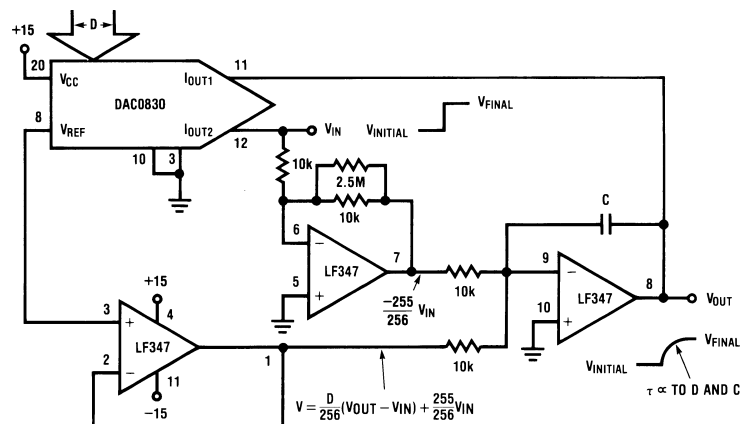 D
+15
20
VCC
IOUT1
11
DAC0830
8
VREF
IOUT2
12
VIN
VINITIAL
VFINAL
10
3
10k
2.5M
10k
C
6
−
7
5
+
LF347
−255/256 VIN
10k
9
−
8
10
+
LF347
VOUT
+15
4
3
+
LF347
2
−
11
−15
1
10k
V = D/256 (VOUT − VIN) + 255/256 VIN
VINITIAL
VFINAL
τ ∝ TO D AND C